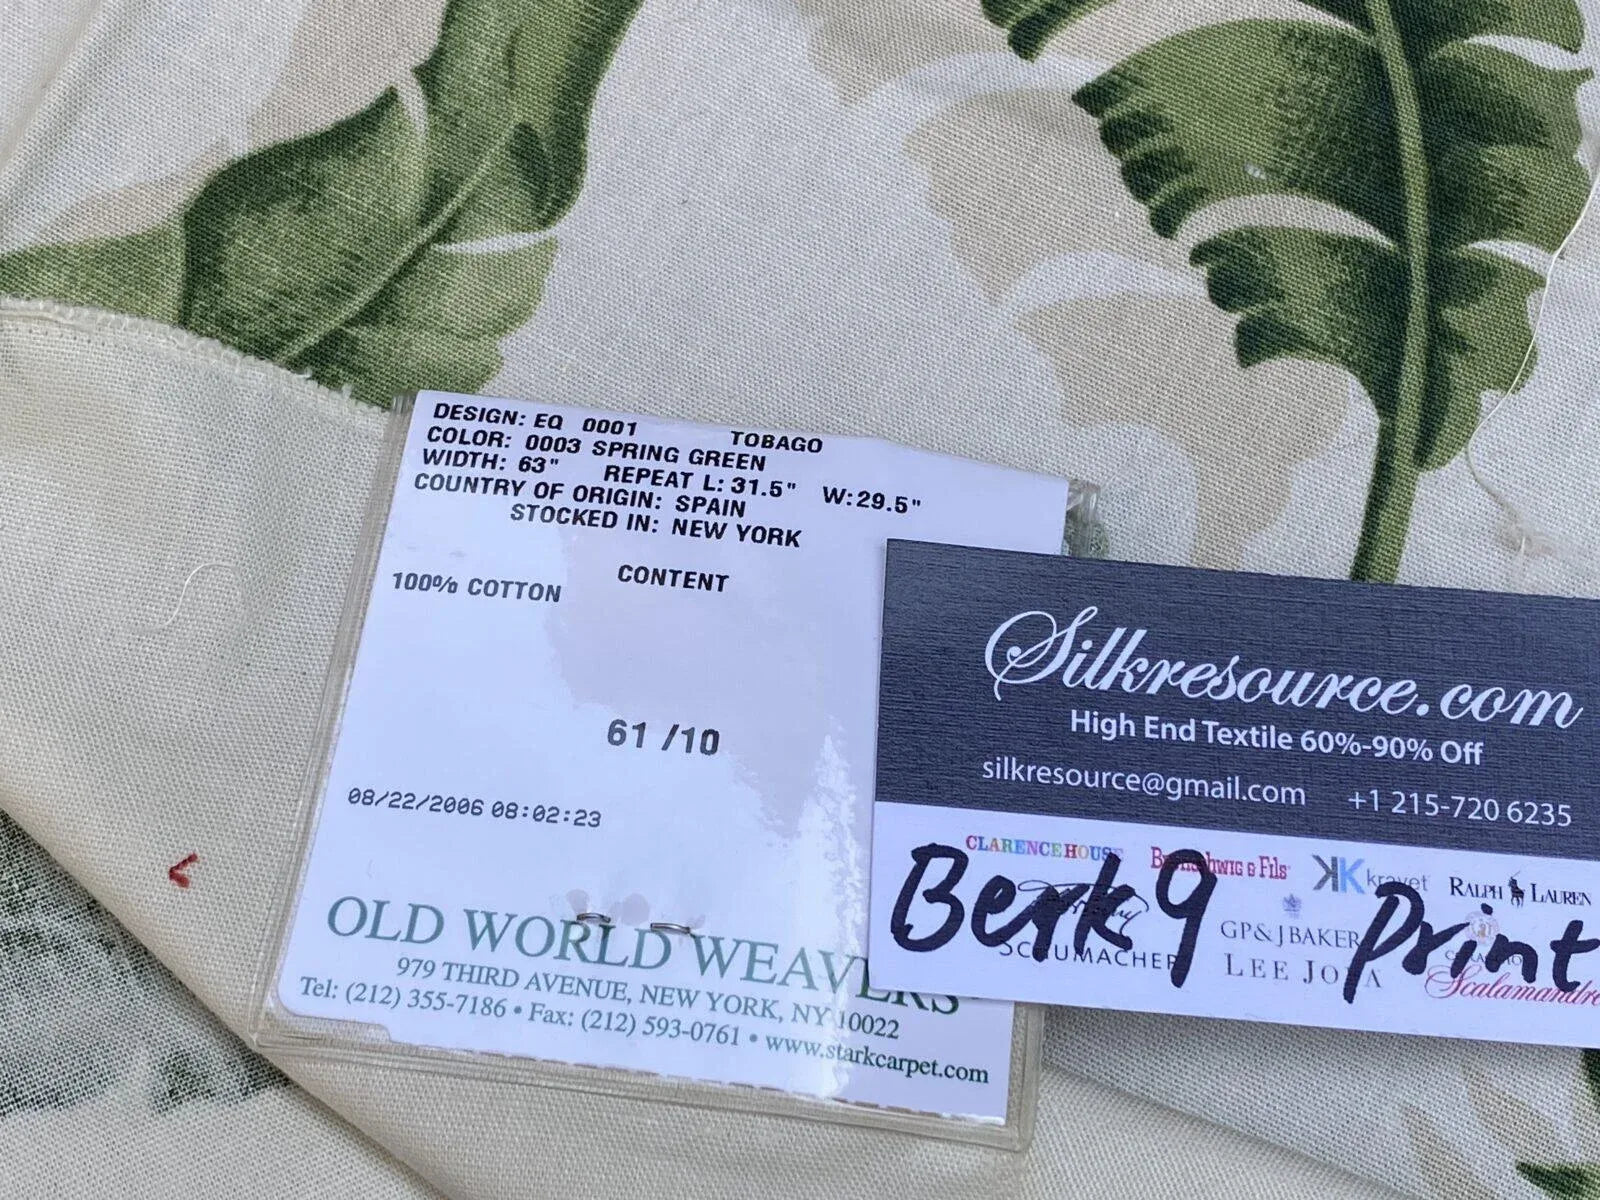 DESIGN: EQ 0001 TOBAGO
COLOR: 0003 SPRING GREEN
WIDTH: 63" REPEAT L: 31.5" W:29.5"
COUNTRY OF ORIGIN: SPAIN
STOCKED IN: NEW YORK
CONTENT
100% COTTON
61 /10
08/22/2006 08:02:23
OLD WORLD WEAVERS
979 THIRD AVENUE, NEW YORK, NY 10022
Tel: (212) 355-7186 • Fax: (212) 593-0761 • www.starkcarpet.com
Silkresource.com
High End Textile 60%-90% Off
silkresource@gmail.com +1 215-720 6235
CLARENCE HOUSE Brunschwig & Fils kravet RALPH LAUREN
Berk9 print
SCHUMACHER GP & J BAKER
LEE JOFA Scalamandre